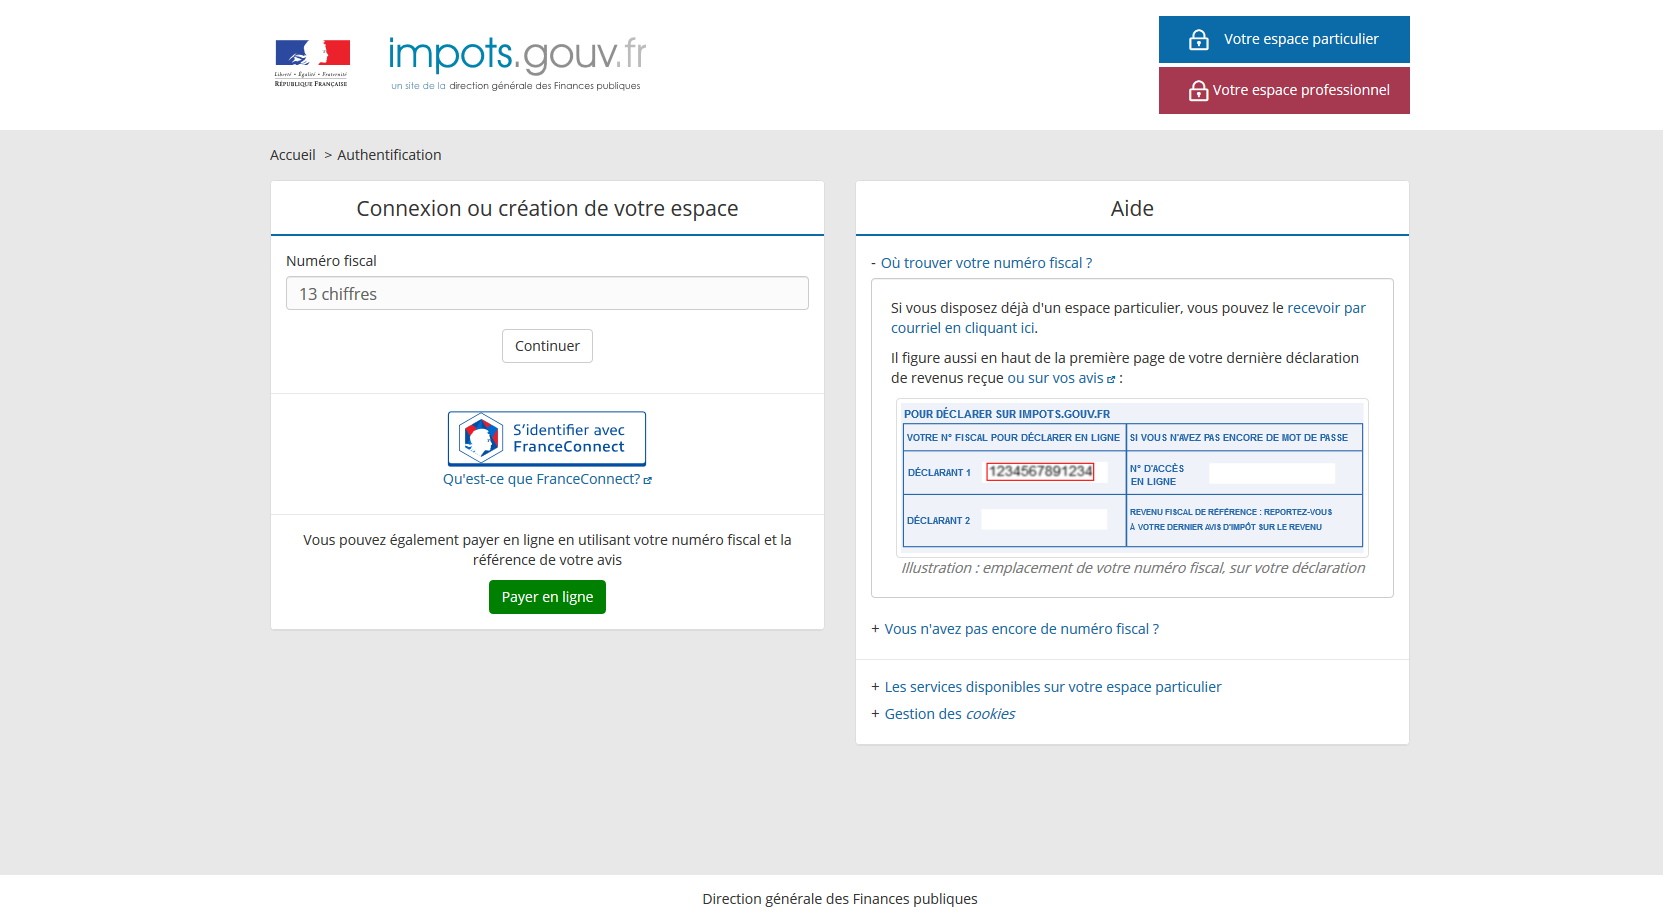 Liberté • Égalité • Fraternité
RÉPUBLIQUE FRANÇAISE
impots.gouv.fr
un site de la direction générale des Finances publiques
Votre espace particulier
Votre espace professionnel
Accueil > Authentification
Connexion ou création de votre espace
Numéro fiscal
13 chiffres
Continuer
S'identifier avec
FranceConnect
Qu'est-ce que FranceConnect?
Vous pouvez également payer en ligne en utilisant votre numéro fiscal et la
référence de votre avis
Payer en ligne
Aide
- Où trouver votre numéro fiscal ?
Si vous disposez déjà d'un espace particulier, vous pouvez le recevoir par
courriel en cliquant ici.
Il figure aussi en haut de la première page de votre dernière déclaration
de revenus reçue ou sur vos avis :
POUR DÉCLARER SUR IMPOTS.GOUV.FR
VOTRE N° FISCAL POUR DÉCLARER EN LIGNE
SI VOUS N'AVEZ PAS ENCORE DE MOT DE PASSE
DÉCLARANT 1 1234567891234
N° D'ACCÈS
EN LIGNE
DÉCLARANT 2
REVENU FISCAL DE RÉFÉRENCE : REPORTEZ-VOUS
À VOTRE DERNIER AVIS D'IMPÔT SUR LE REVENU
Illustration : emplacement de votre numéro fiscal, sur votre déclaration
+ Vous n'avez pas encore de numéro fiscal ?
+ Les services disponibles sur votre espace particulier
+ Gestion des cookies
Direction générale des Finances publiques